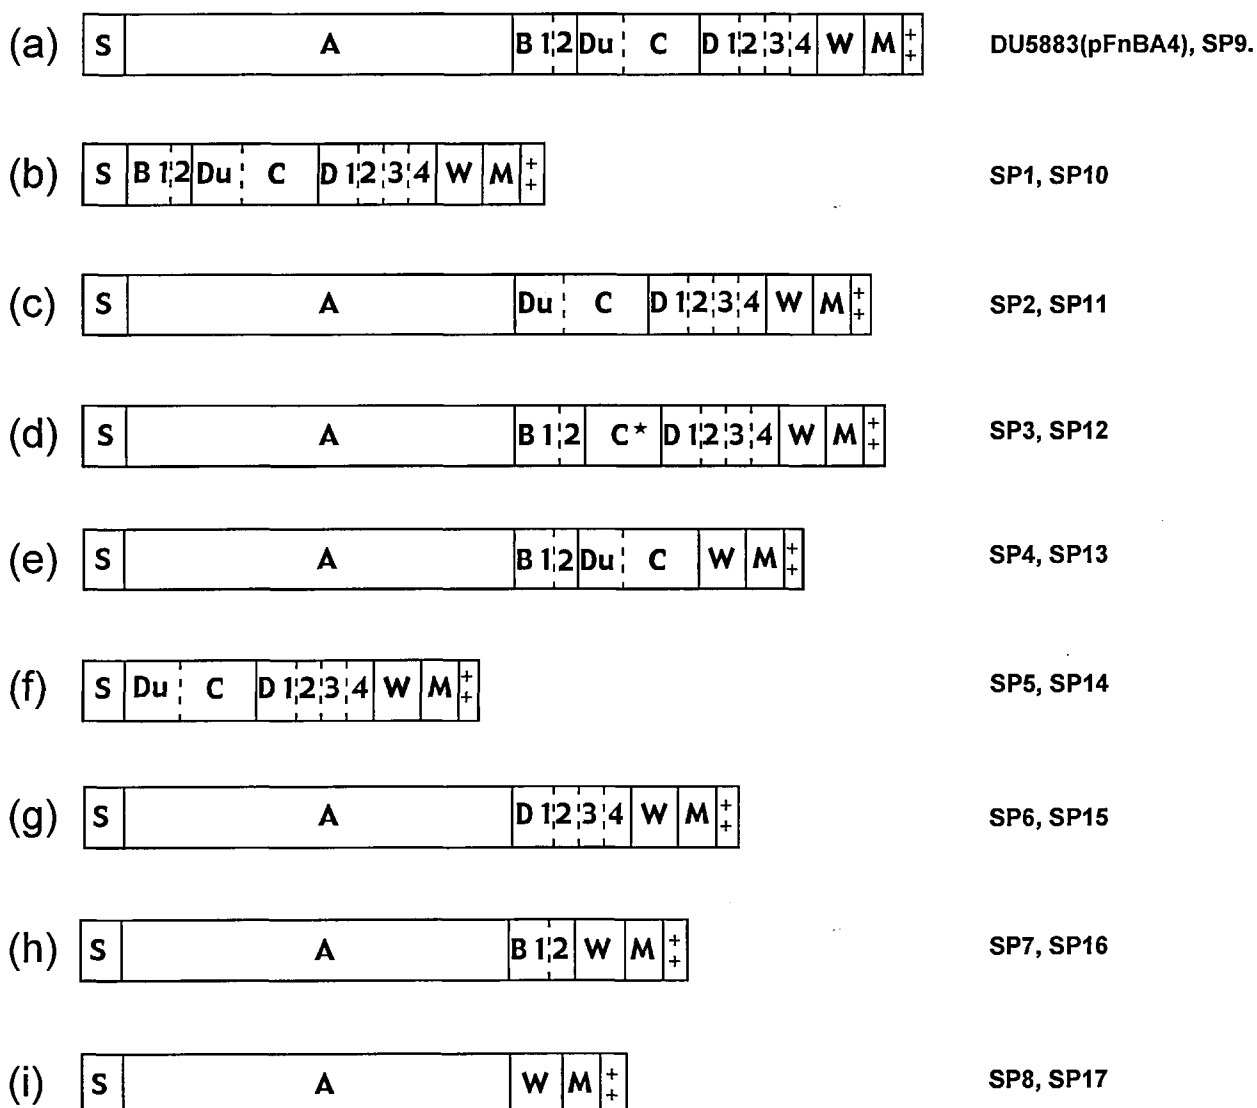 (a) S A B 1 2 Du C D 1 2 3 4 W M + + DU5883(pFnBA4), SP9.
(b) S B 1 2 Du C D 1 2 3 4 W M + + SP1, SP10
(c) S A Du C D 1 2 3 4 W M + + SP2, SP11
(d) S A B 1 2 C* D 1 2 3 4 W M + + SP3, SP12
(e) S A B 1 2 Du C W M + + SP4, SP13
(f) S Du C D 1 2 3 4 W M + + SP5, SP14
(g) S A D 1 2 3 4 W M + + SP6, SP15
(h) S A B 1 2 W M + + SP7, SP16
(i) S A W M + + SP8, SP17